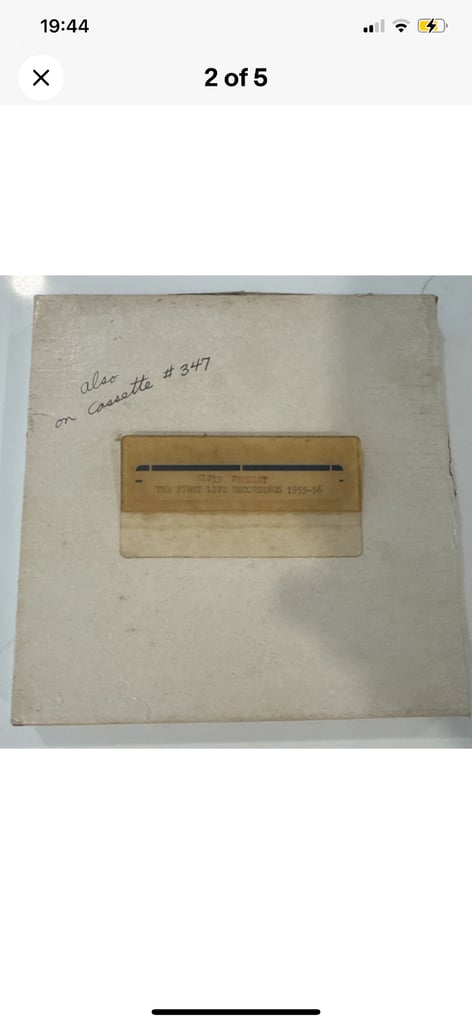 19:44
2 of 5
also
on cassette # 347
ELVIS PRESLEY
THE FIRST LIVE RECORDINGS 1955-56